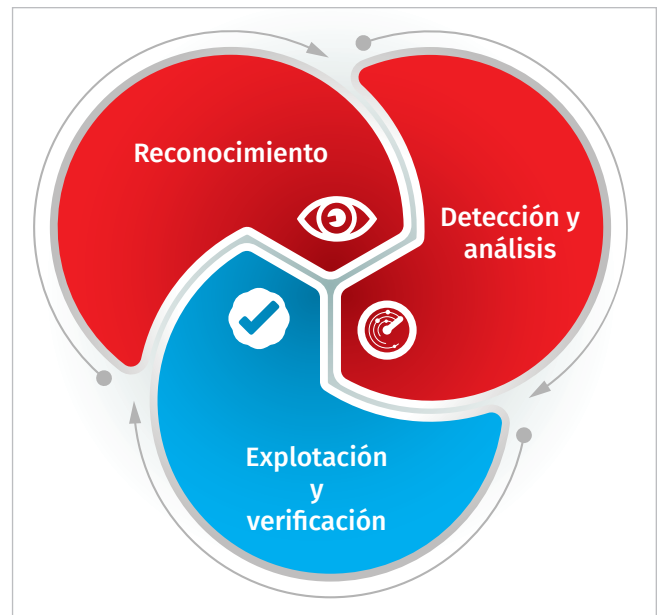 Reconocimiento
Detección y
análisis
Explotación
y
verificación